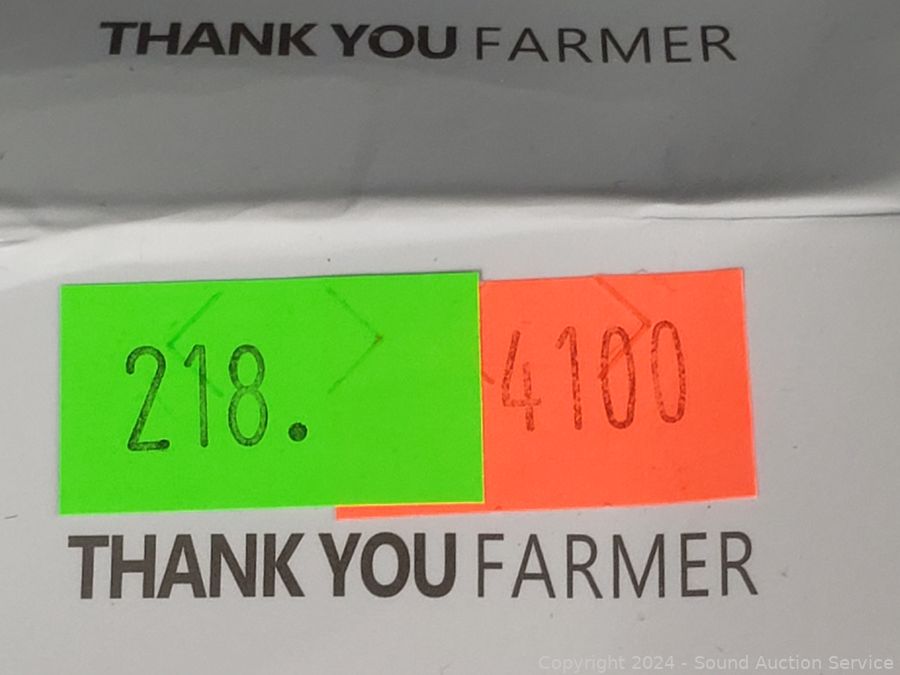 THANK YOU FARMER
218.
4100
THANK YOU FARMER
Copyright 2024 - Sound Auction Service